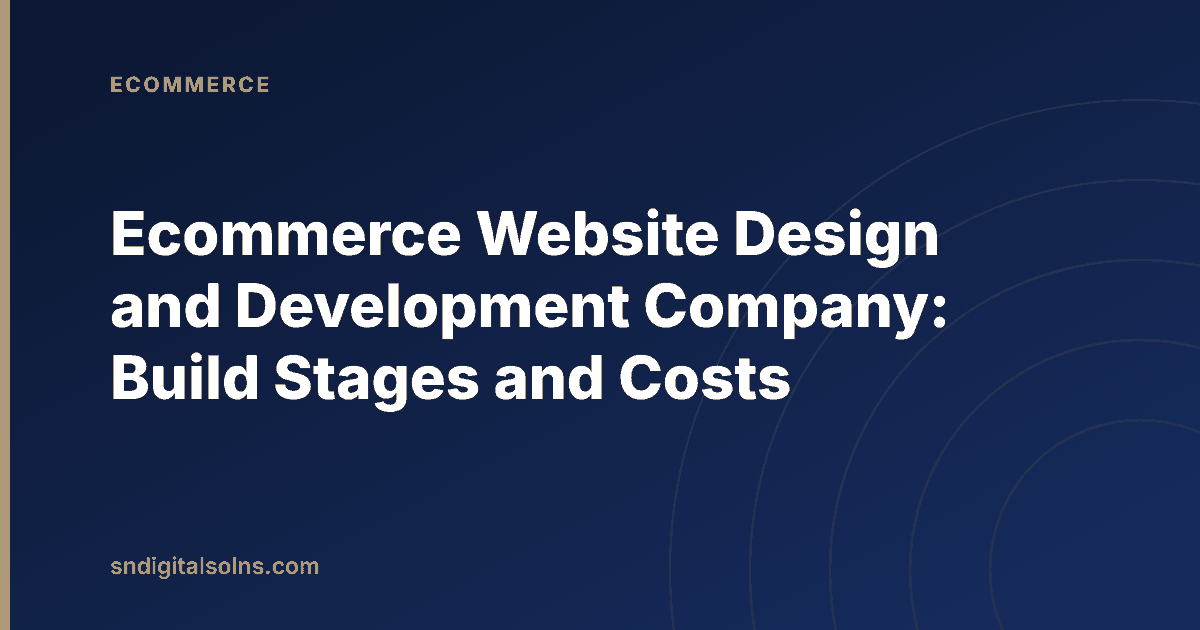 ECOMMERCE
Ecommerce Website Design
and Development Company:
Build Stages and Costs
sndigitalsolns.com